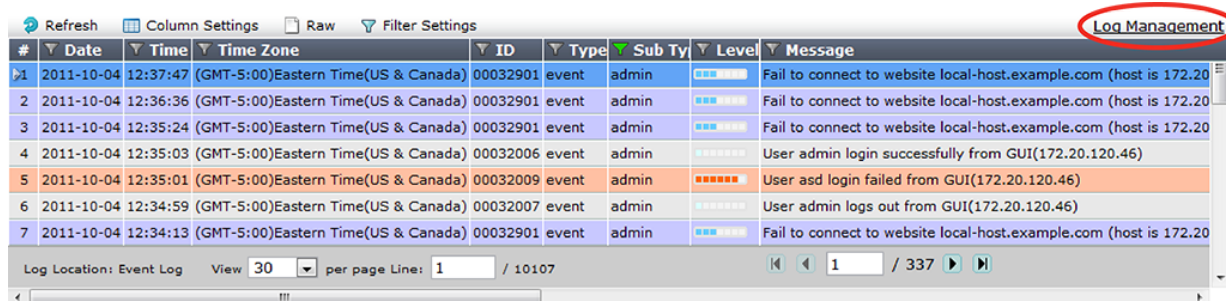 Refresh Column Settings Raw Filter Settings Log Management
# Date Time Time Zone ID Type Sub Ty Level Message
1 2011-10-04 12:37:47 (GMT-5:00)Eastern Time(US & Canada) 00032901 event admin Fail to connect to website local-host.example.com (host is 172.20
2 2011-10-04 12:36:36 (GMT-5:00)Eastern Time(US & Canada) 00032901 event admin Fail to connect to website local-host.example.com (host is 172.20
3 2011-10-04 12:35:24 (GMT-5:00)Eastern Time(US & Canada) 00032901 event admin Fail to connect to website local-host.example.com (host is 172.20
4 2011-10-04 12:35:03 (GMT-5:00)Eastern Time(US & Canada) 00032006 event admin User admin login successfully from GUI(172.20.120.46)
5 2011-10-04 12:35:01 (GMT-5:00)Eastern Time(US & Canada) 00032009 event admin User asd login failed from GUI(172.20.120.46)
6 2011-10-04 12:34:59 (GMT-5:00)Eastern Time(US & Canada) 00032007 event admin User admin logs out from GUI(172.20.120.46)
7 2011-10-04 12:34:13 (GMT-5:00)Eastern Time(US & Canada) 00032901 event admin Fail to connect to website local-host.example.com (host is 172.20
Log Location: Event Log View 30 per page Line: 1 / 10107 1 / 337